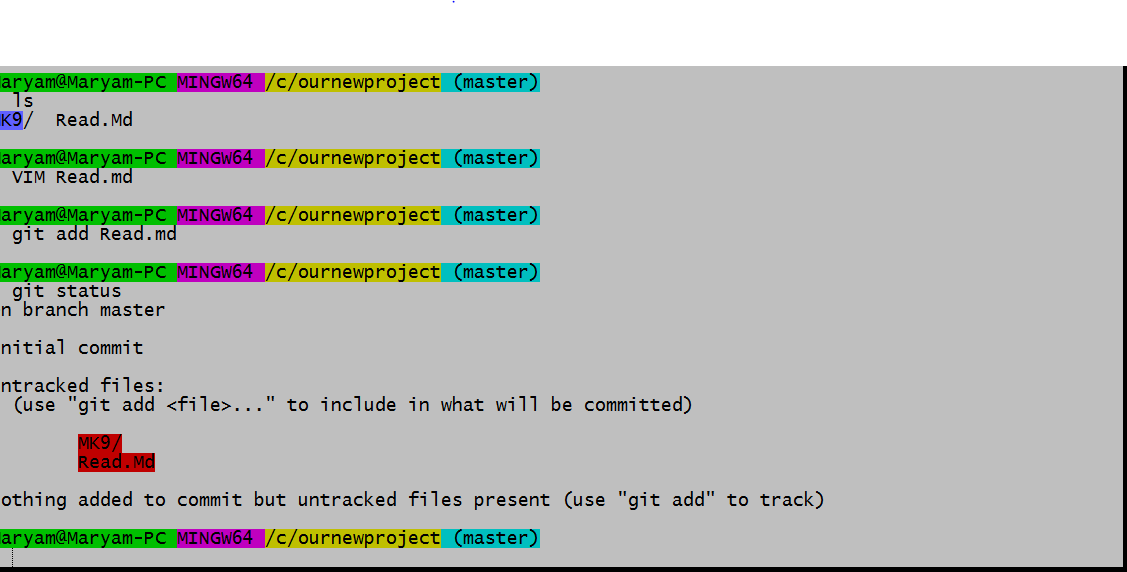 aryam@Maryam-PC MINGW64 /c/ournewproject (master)
ls
K9/ Read.Md
aryam@Maryam-PC MINGW64 /c/ournewproject (master)
VIM Read.md
aryam@Maryam-PC MINGW64 /c/ournewproject (master)
git add Read.md
aryam@Maryam-PC MINGW64 /c/ournewproject (master)
git status
n branch master
nitial commit
ntracked files:
(use "git add <file>..." to include in what will be committed)
MK9/
Read.Md
othing added to commit but untracked files present (use "git add" to track)
aryam@Maryam-PC MINGW64 /c/ournewproject (master)